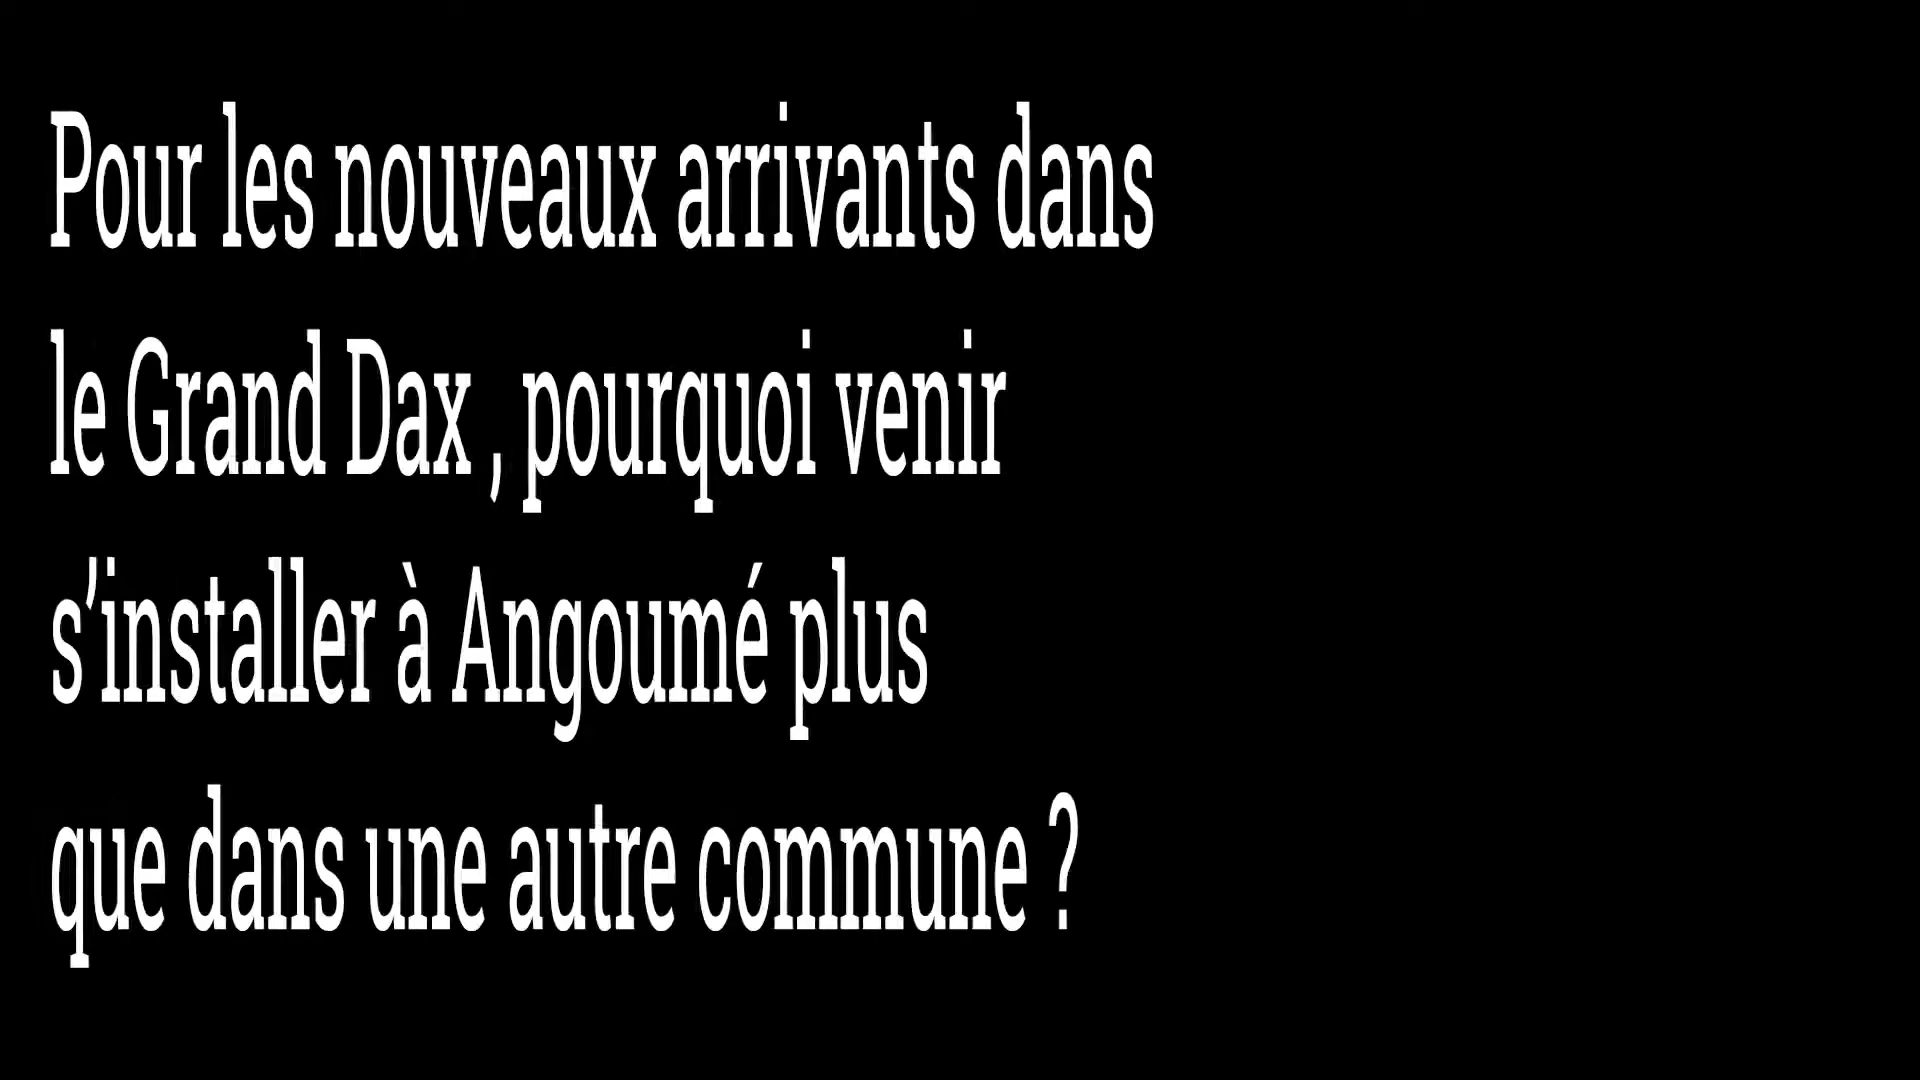 Pour les nouveaux arrivants dans
le Grand Dax , pourquoi venir
s’installer à Angoumé plus
que dans une autre commune ?